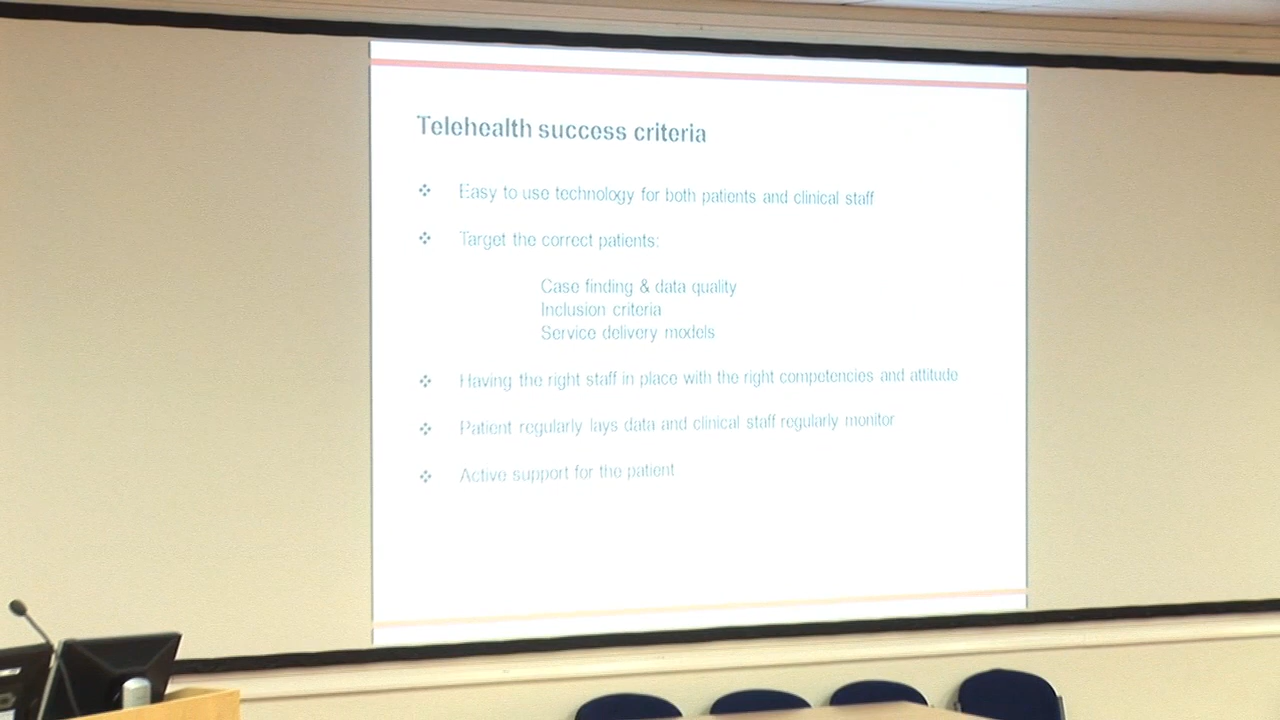 Telehealth success criteria
Easy to use technology for both patients and clinical staff
Target the correct patients:
Case finding & data quality
Inclusion criteria
Service delivery models
Having the right staff in place with the right competencies and attitude
Patient regularly lays data and clinical staff regularly monitor
Active support for the patient